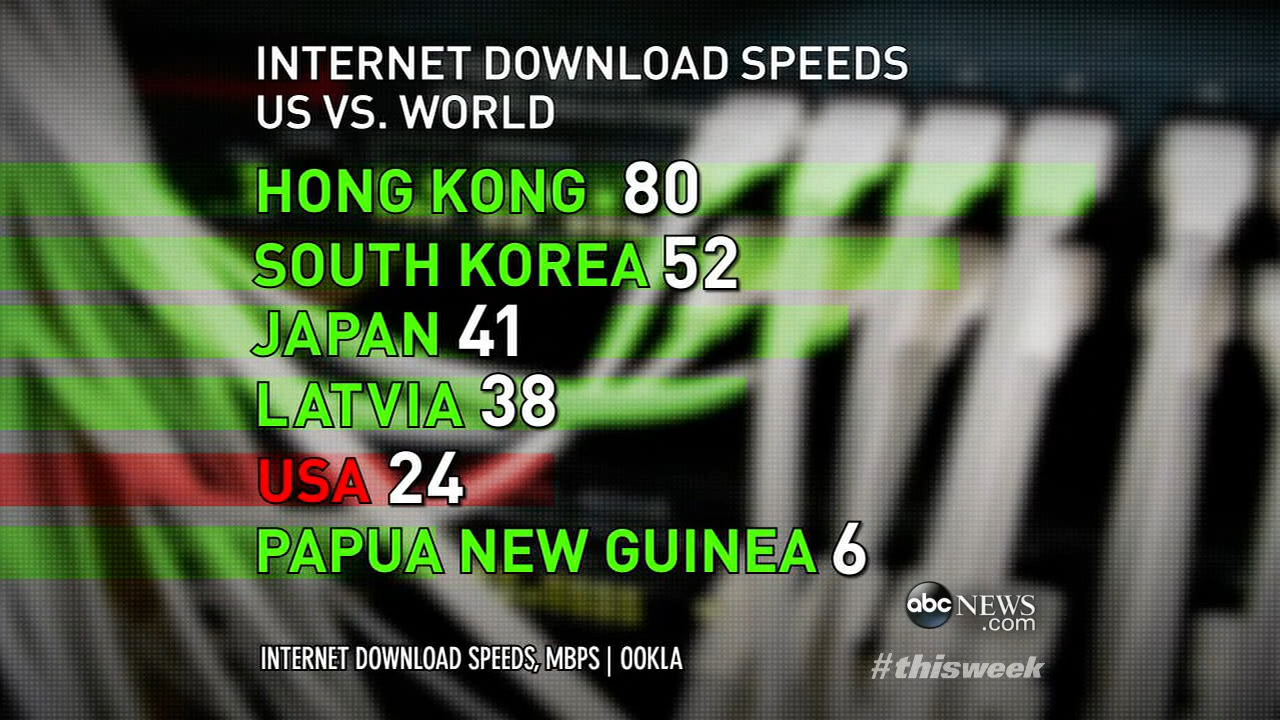 INTERNET DOWNLOAD SPEEDS
US VS. WORLD
HONG KONG 80
SOUTH KOREA 52
JAPAN 41
LATVIA 38
USA 24
PAPUA NEW GUINEA 6
abc NEWS
.com
INTERNET DOWNLOAD SPEEDS, MBPS | OOKLA
#thisweek